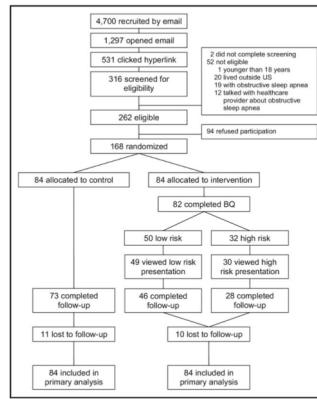 4,700 recruited by email
1,297 opened email
531 clicked hyperlink
316 screened for
eligibility
2 did not complete screening
52 not eligible
1 younger than 18 years
20 lived outside US
19 with obstructive sleep apnea
12 talked with healthcare
provider about obstructive
sleep apnea
262 eligible
94 refused participation
168 randomized
84 allocated to control
84 allocated to intervention
82 completed BQ
50 low risk
32 high risk
49 viewed low risk
presentation
30 viewed high
risk presentation
73 completed
follow-up
46 completed
follow-up
28 completed
follow-up
11 lost to follow-up
10 lost to follow-up
84 included in
primary analysis
84 included in
primary analysis